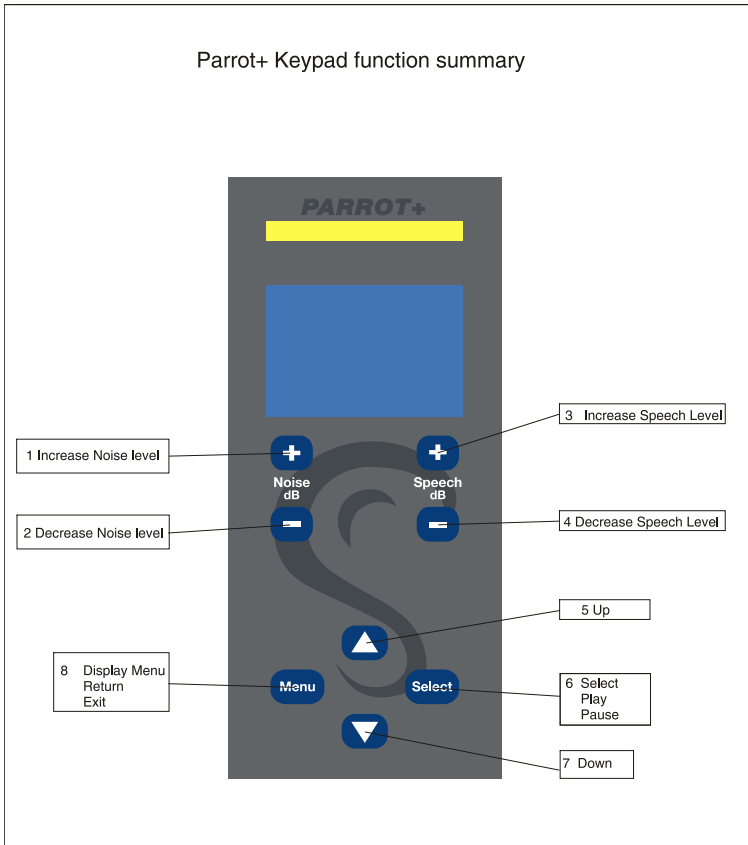 Parrot+ Keypad function summary
PARROT+
3 Increase Speech Level
1 Increase Noise level
+
+
Noise
dB
Speech
dB
2 Decrease Noise level
-
-
4 Decrease Speech Level
5 Up
8 Display Menu
Return
Exit
Menu
Select
6 Select
Play
Pause
7 Down